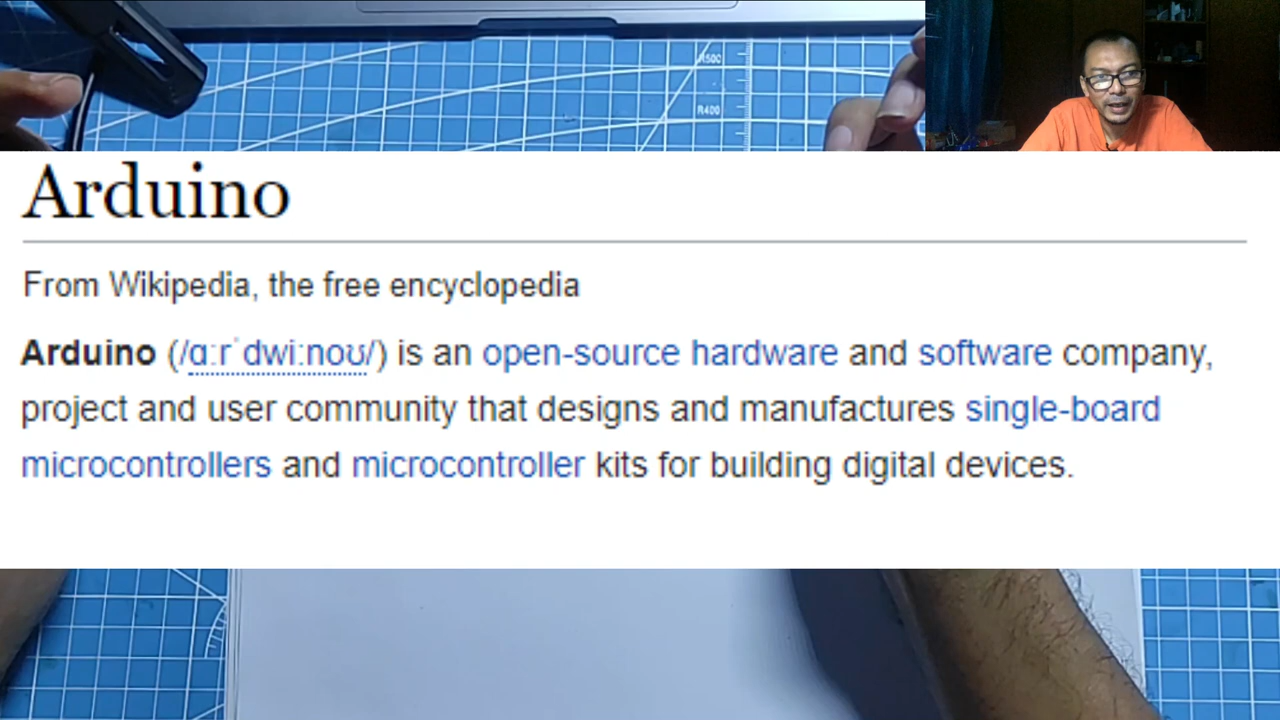 R500
R400
Arduino
From Wikipedia, the free encyclopedia
Arduino (/ɑːrˈdwiːnoʊ/) is an open-source hardware and software company,
project and user community that designs and manufactures single-board
microcontrollers and microcontroller kits for building digital devices.